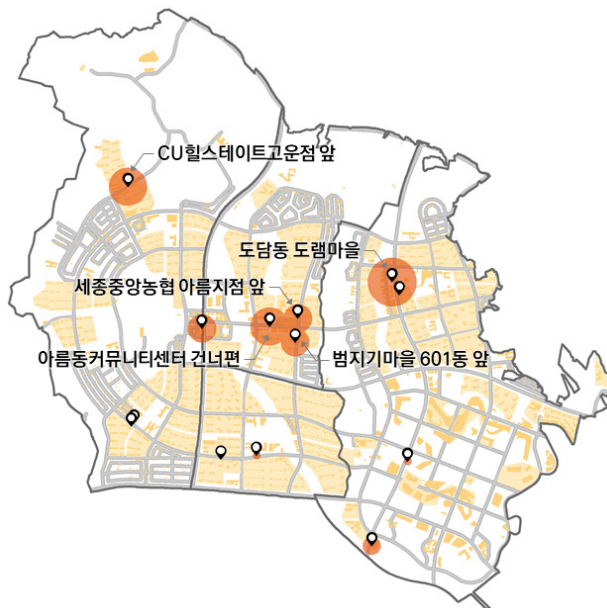 CU힐스테이트고운점 앞
도담동 도램마을
세종중앙농협 아름지점 앞
아름동커뮤니티센터 건너편
범지기마을 601동 앞